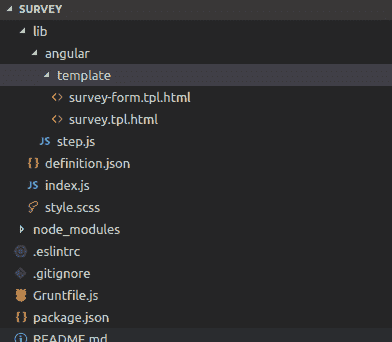 SURVEY
lib
angular
template
<> survey-form.tpl.html
<> survey.tpl.html
JS step.js
{} definition.json
JS index.js
style.scss
node_modules
.eslintrc
.gitignore
Gruntfile.js
{} package.json
README.md